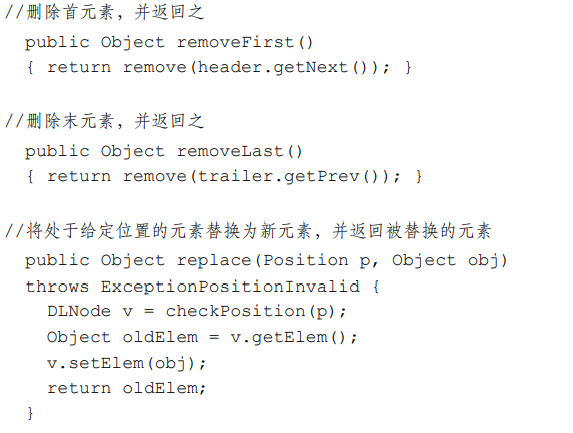 //删除首元素，并返回之
public Object removeFirst()
{ return remove(header.getNext()); }
//删除末元素，并返回之
public Object removeLast()
{ return remove(trailer.getPrev()); }
//将处于给定位置的元素替换为新元素，并返回被替换的元素
public Object replace(Position p, Object obj)
throws ExceptionPositionInvalid {
DLNode v = checkPosition(p);
Object oldElem = v.getElem();
v.setElem(obj);
return oldElem;
}